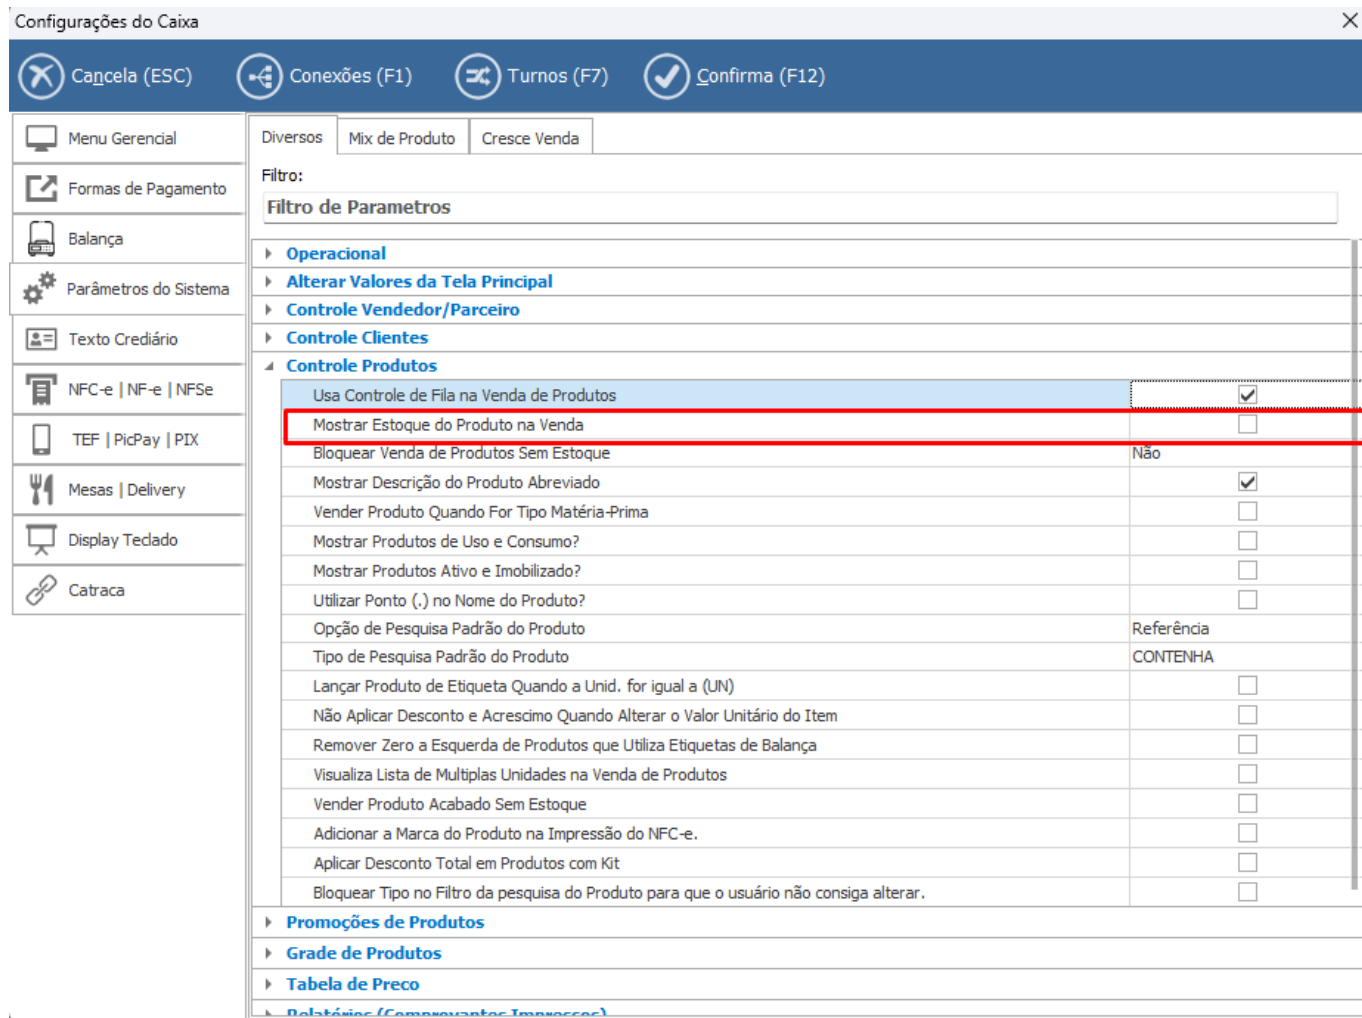 Configurações do Caixa
Cancela (ESC) Conexões (F1) Turnos (F7) Confirma (F12)
Menu Gerencial
Formas de Pagamento
Balança
Parâmetros do Sistema
Texto Crediário
NFC-e | NF-e | NFSe
TEF | PicPay | PIX
Mesas | Delivery
Display Teclado
Catraca
Diversos Mix de Produto Cresce Venda
Filtro:
Filtro de Parametros
Operacional
Alterar Valores da Tela Principal
Controle Vendedor/Parceiro
Controle Clientes
Controle Produtos
Usa Controle de Fila na Venda de Produtos
Mostrar Estoque do Produto na Venda
Bloquear Venda de Produtos Sem Estoque Não
Mostrar Descrição do Produto Abreviado
Vender Produto Quando For Tipo Matéria-Prima
Mostrar Produtos de Uso e Consumo?
Mostrar Produtos Ativo e Imobilizado?
Utilizar Ponto (.) no Nome do Produto?
Opção de Pesquisa Padrão do Produto Referência
Tipo de Pesquisa Padrão do Produto CONTENHA
Lançar Produto de Etiqueta Quando a Unid. for igual a (UN)
Não Aplicar Desconto e Acrescimo Quando Alterar o Valor Unitário do Item
Remover Zero a Esquerda de Produtos que Utiliza Etiquetas de Balança
Visualiza Lista de Multiplas Unidades na Venda de Produtos
Vender Produto Acabado Sem Estoque
Adicionar a Marca do Produto na Impressão do NFC-e.
Aplicar Desconto Total em Produtos com Kit
Bloquear Tipo no Filtro da pesquisa do Produto para que o usuário não consiga alterar.
Promoções de Produtos
Grade de Produtos
Tabela de Preco
Relatórios (Comprovantes Impressos)